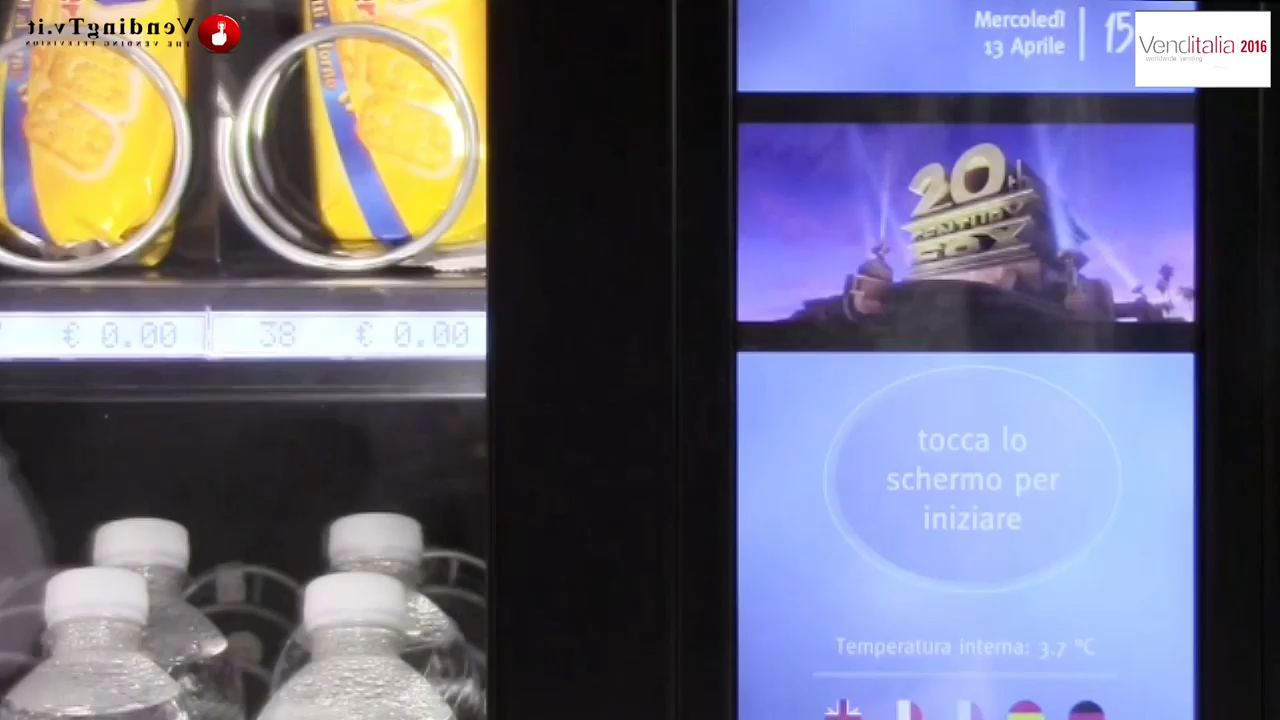 VendingTv.it
THE VENDING TELEVISION
Mercoledì
13 Aprile
15
Venditalia 2016
worldwide vending
20th
CENTURY
FOX
€ 0.00
38 € 0.00
tocca lo
schermo per
iniziare
Temperatura interna: 3.7 °C